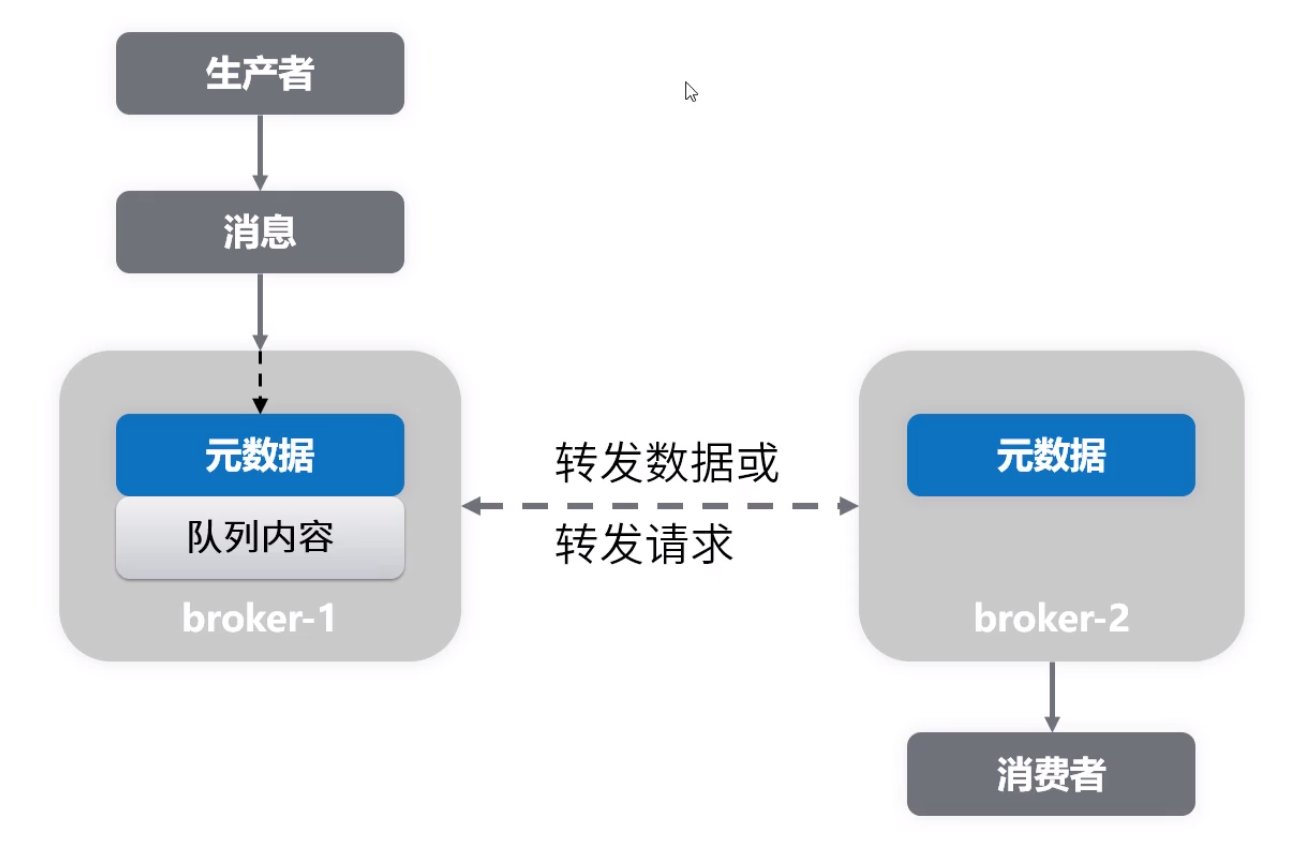 生产者
消息
元数据
队列内容
broker-1
转发数据或
转发请求
元数据
broker-2
消费者